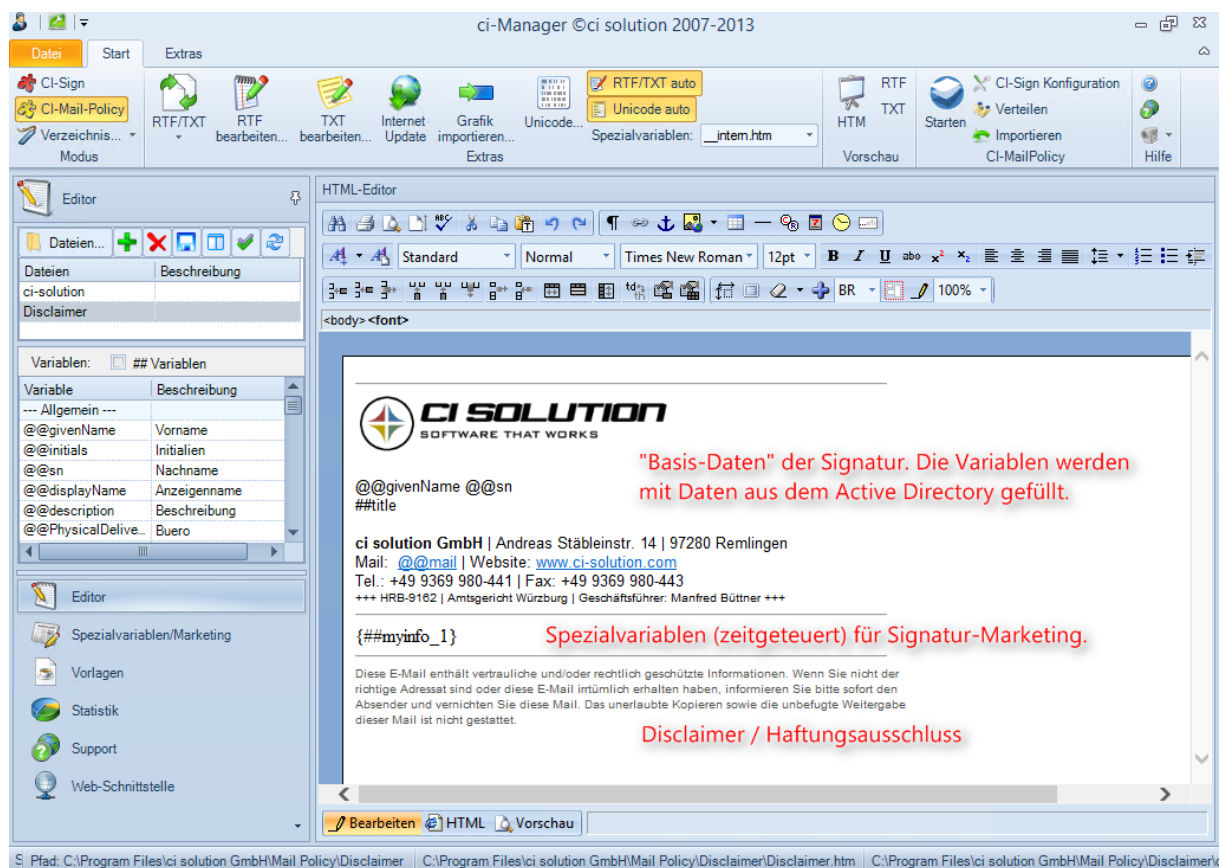 ci-Manager ©ci solution 2007-2013
Datei Start Extras
CI-Sign
CI-Mail-Policy
Verzeichnis...
Modus
RTF/TXT
RTF bearbeiten...
TXT bearbeiten...
Internet Update
Grafik importieren...
Unicode...
RTF/TXT auto
Unicode auto
Spezialvariablen: __intern.htm
Extras
HTM
RTF
TXT
Vorschau
Starten
CI-Sign Konfiguration
Verteilen
Importieren
CI-MailPolicy
Hilfe
Editor
Dateien...
Dateien Beschreibung
ci-solution
Disclaimer
Variablen: ## Variablen
Variable Beschreibung
--- Allgemein ---
@@givenName Vorname
@@initials Initialien
@@sn Nachname
@@displayName Anzeigenname
@@description Beschreibung
@@PhysicalDelive... Buero
Editor
Spezialvariablen/Marketing
Vorlagen
Statistik
Support
Web-Schnittstelle
HTML-Editor
Standard Normal Times New Roman 12pt B I U abc x² x₂
BR 100%
<body> <font>
CI SOLUTION
SOFTWARE THAT WORKS
"Basis-Daten" der Signatur. Die Variablen werden
mit Daten aus dem Active Directory gefüllt.
@@givenName @@sn
##title
ci solution GmbH | Andreas Stäbleinstr. 14 | 97280 Remlingen
Mail: @@mail | Website: www.ci-solution.com
Tel.: +49 9369 980-441 | Fax: +49 9369 980-443
+++ HRB-9162 | Amtsgericht Würzburg | Geschäftsführer: Manfred Büttner +++
{##myinfo_1}
Spezialvariablen (zeitgeteuert) für Signatur-Marketing.
Diese E-Mail enthält vertrauliche und/oder rechtlich geschützte Informationen. Wenn Sie nicht der
richtige Adressat sind oder diese E-Mail irrtümlich erhalten haben, informieren Sie bitte sofort den
Absender und vernichten Sie diese Mail. Das unerlaubte Kopieren sowie die unbefugte Weitergabe
dieser Mail ist nicht gestattet.
Disclaimer / Haftungsausschluss
Bearbeiten HTML Vorschau
S Pfad: C:\Program Files\ci solution GmbH\Mail Policy\Disclaimer C:\Program Files\ci solution GmbH\Mail Policy\Disclaimer\Disclaimer.htm C:\Program Files\ci solution GmbH\Mail Policy\Disclaimer\